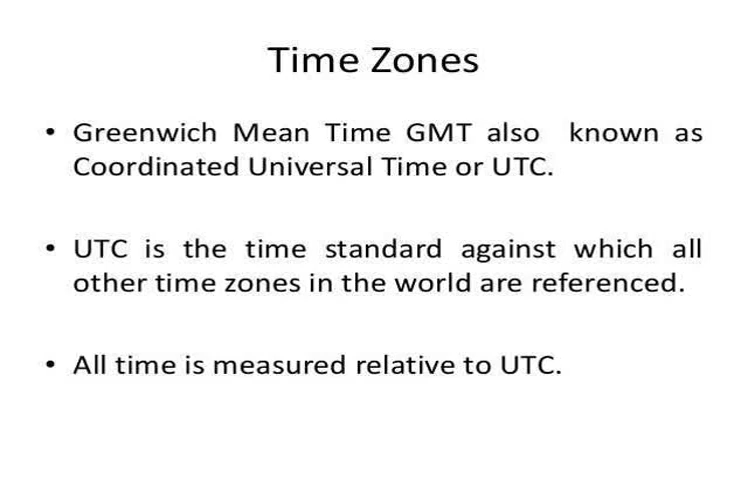 Time Zones
• Greenwich Mean Time GMT also known as
Coordinated Universal Time or UTC.
• UTC is the time standard against which all
other time zones in the world are referenced.
• All time is measured relative to UTC.